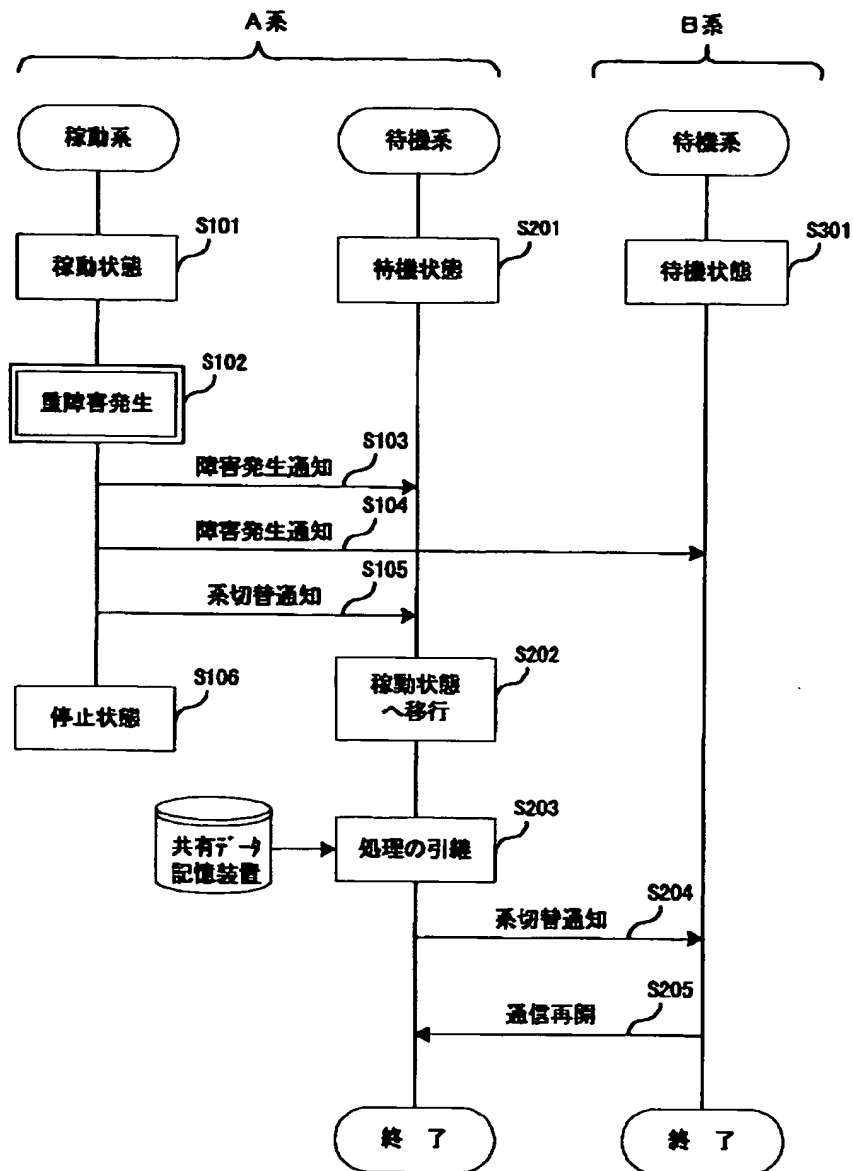 A系
B系
稼動系
待機系
待機系
S101
S201
S301
稼動状態
待機状態
待機状態
S102
重障害発生
S103
障害発生通知
S104
障害発生通知
S105
系切替通知
S106
停止状態
S202
稼動状態
へ移行
S203
共有データ
記憶装置
処理の引継
S204
系切替通知
S205
通信再開
終 了
終 了